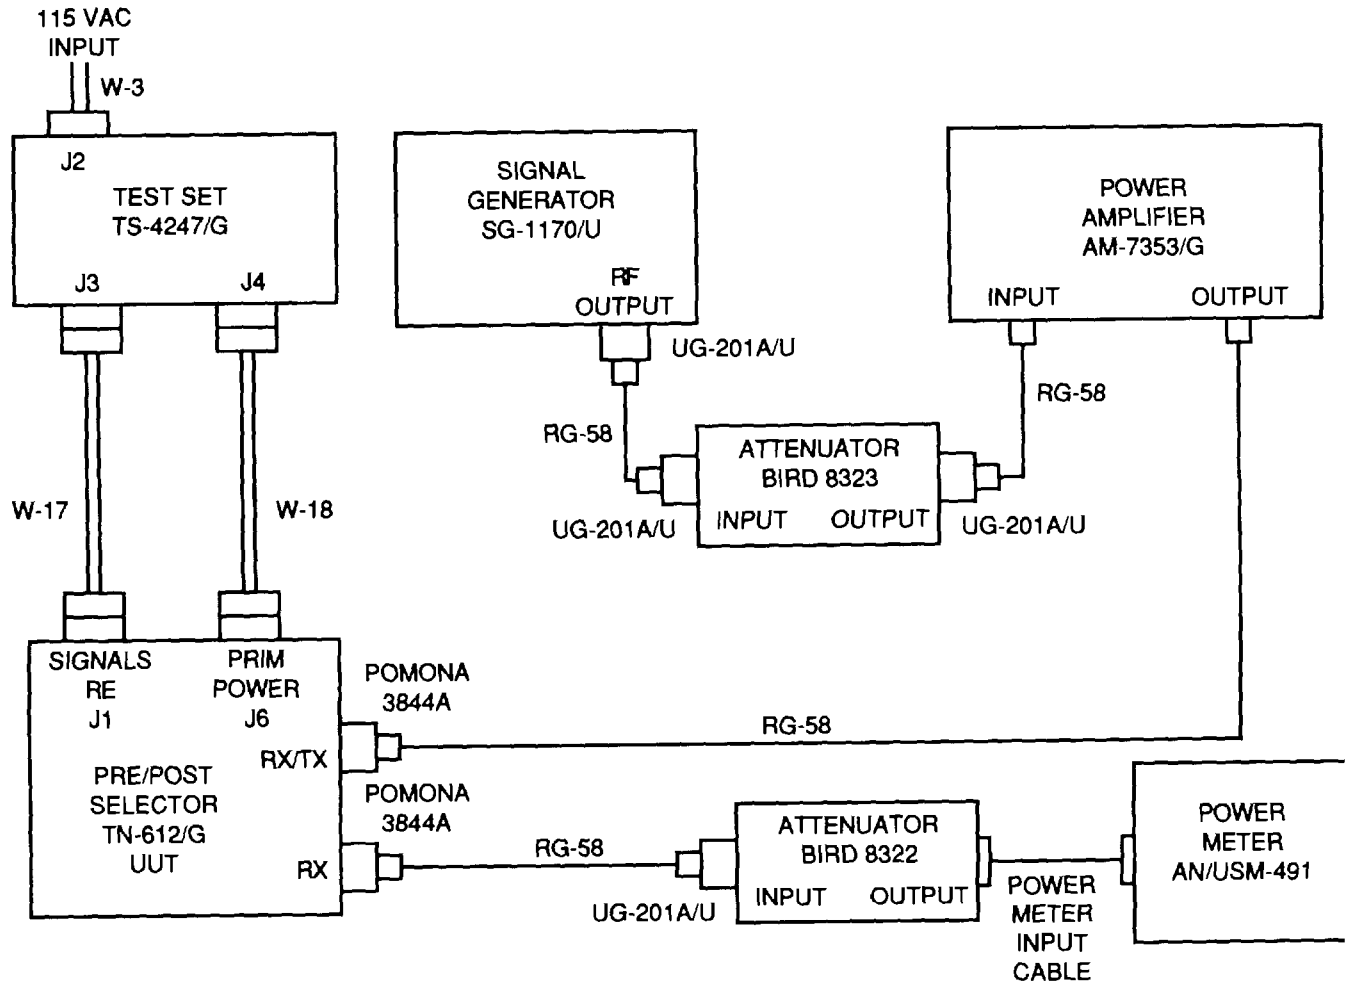 115 VAC
INPUT
W-3
J2
TEST SET
TS-4247/G
J3
J4
SIGNAL
GENERATOR
SG-1170/U
RF
OUTPUT
UG-201A/U
POWER
AMPLIFIER
AM-7353/G
INPUT
OUTPUT
RG-58
RG-58
ATTENUATOR
BIRD 8323
INPUT
OUTPUT
UG-201A/U
UG-201A/U
W-17
W-18
SIGNALS
RE
J1
PRIM
POWER
J6
RX/TX
PRE/POST
SELECTOR
TN-612/G
UUT
RX
POMONA
3844A
RG-58
POMONA
3844A
RG-58
UG-201A/U
ATTENUATOR
BIRD 8322
INPUT
OUTPUT
POWER
METER
INPUT
CABLE
POWER
METER
AN/USM-491